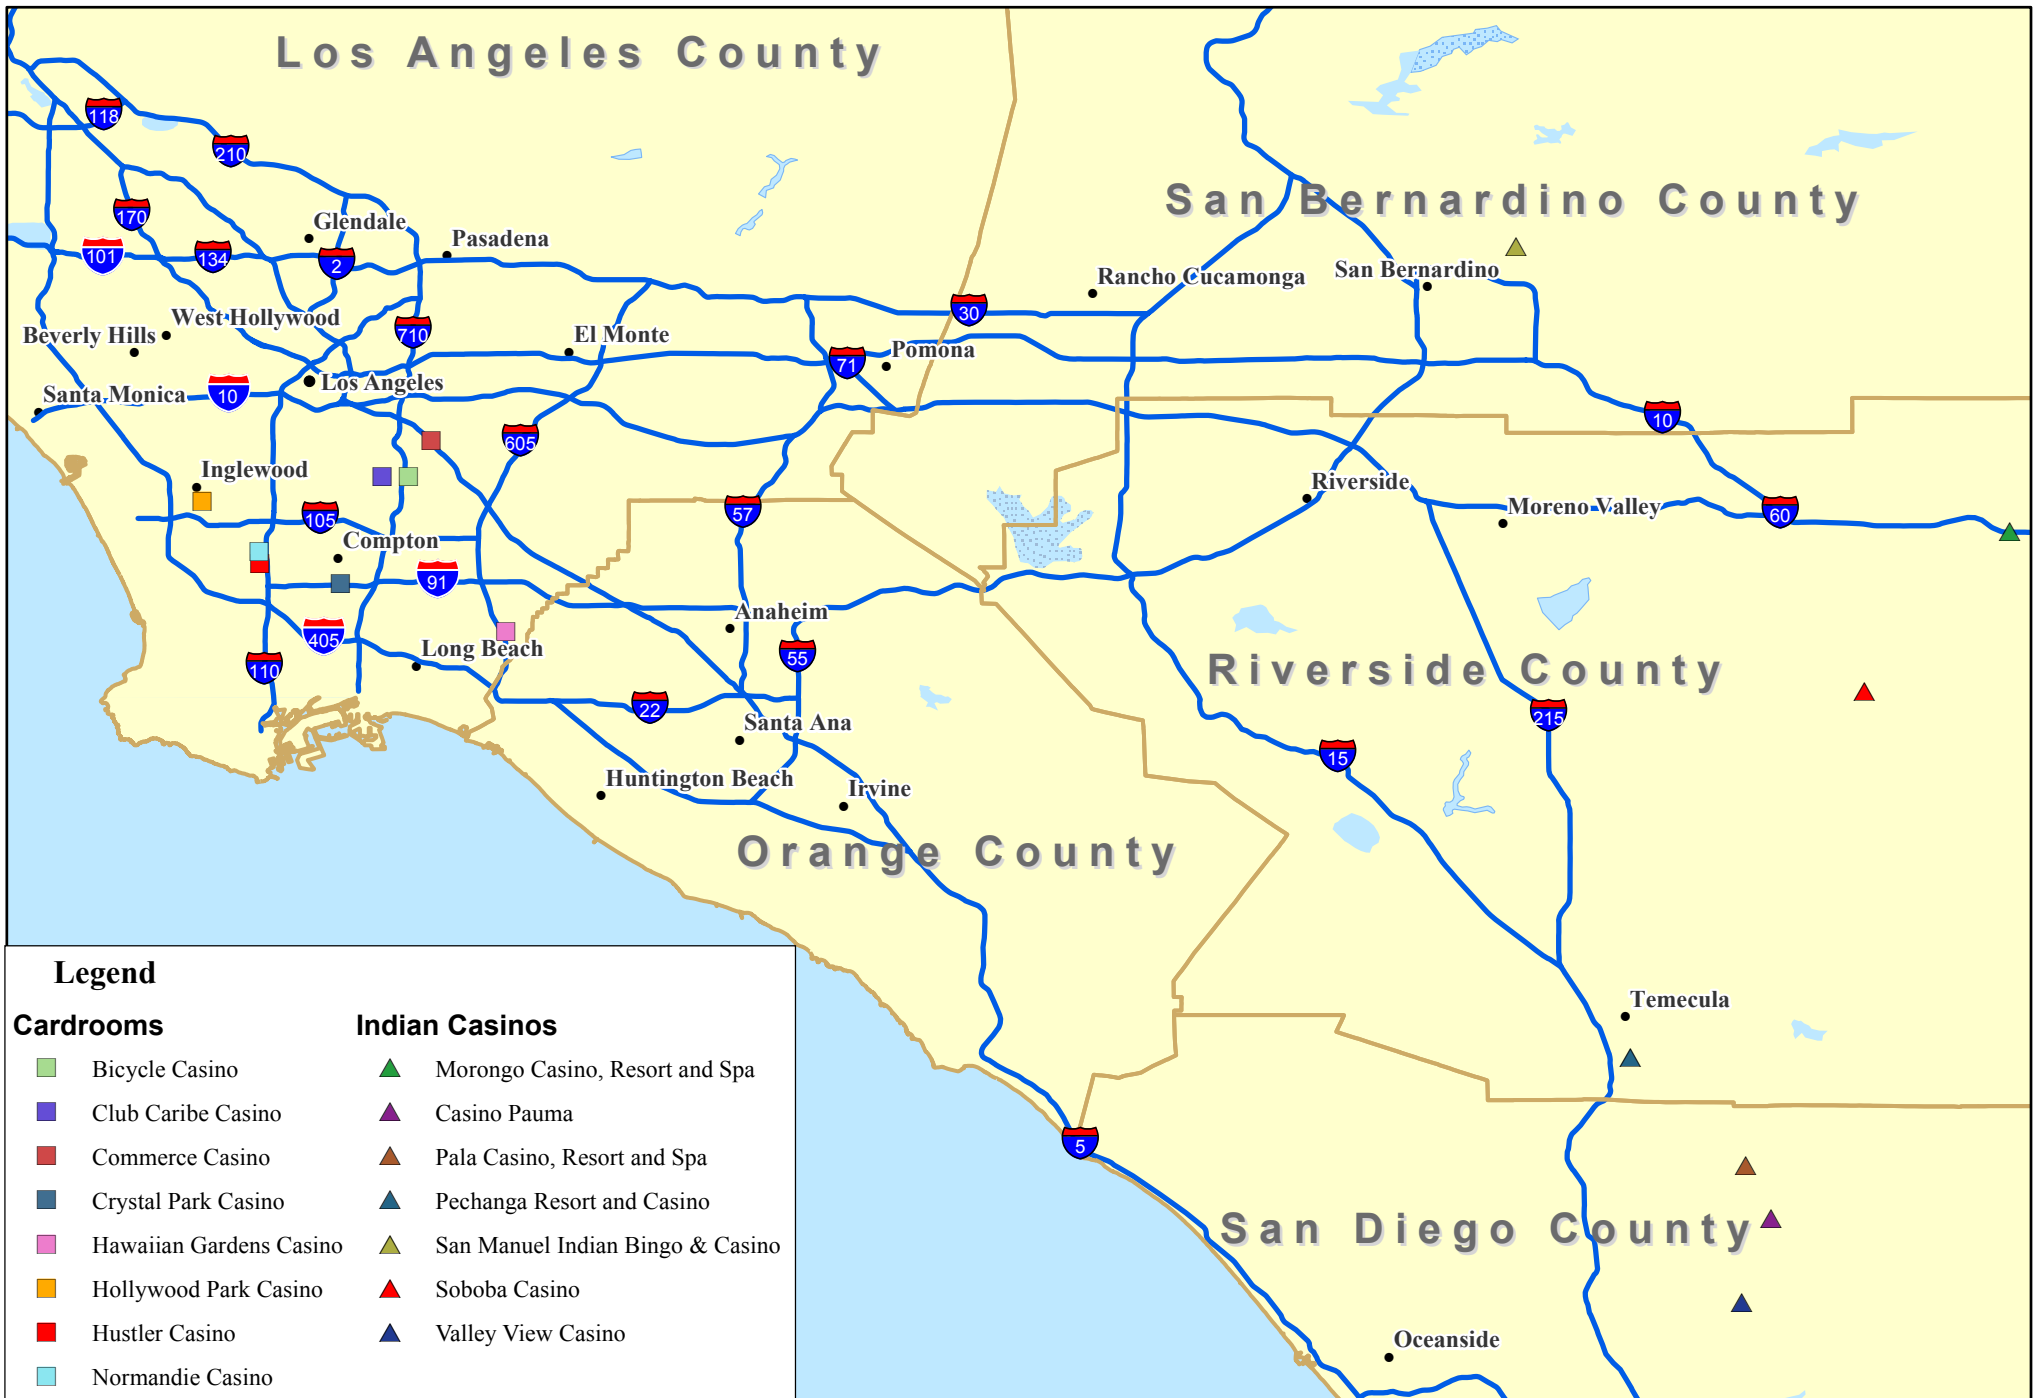 Los Angeles County
118
210
San Bernardino County
170
Glendale
Pasadena
101
134
2
Rancho Cucamonga
San Bernardino
30
West Hollywood
Beverly Hills
710
El Monte
71
Pomona
Los Angeles
Santa Monica
10
10
605
Inglewood
Riverside
Moreno Valley
57
60
105
Compton
91
Anaheim
405
Long Beach
55
110
Riverside County
22
215
Santa Ana
15
Huntington Beach
Irvine
Orange County
Temecula
5
San Diego County
Oceanside
Legend
Cardrooms
Bicycle Casino
Club Caribe Casino
Commerce Casino
Crystal Park Casino
Hawaiian Gardens Casino
Hollywood Park Casino
Hustler Casino
Normandie Casino
Indian Casinos
Morongo Casino, Resort and Spa
Casino Pauma
Pala Casino, Resort and Spa
Pechanga Resort and Casino
San Manuel Indian Bingo & Casino
Soboba Casino
Valley View Casino